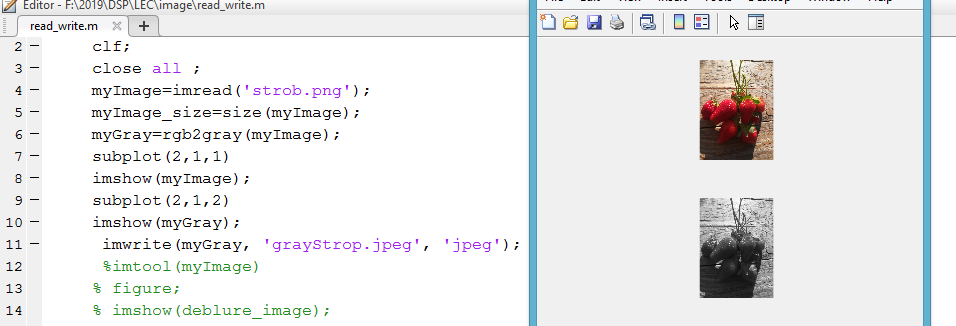 Editor - F:\2019\DSP\LEC\image\read_write.m
read_write.m
2 clf;
3 close all ;
4 myImage=imread('strob.png');
5 myImage_size=size(myImage);
6 myGray=rgb2gray(myImage);
7 subplot(2,1,1)
8 imshow(myImage);
9 subplot(2,1,2)
10 imshow(myGray);
11 imwrite(myGray, 'grayStrop.jpeg', 'jpeg');
12 %imtool(myImage)
13 % figure;
14 % imshow(deblure_image);